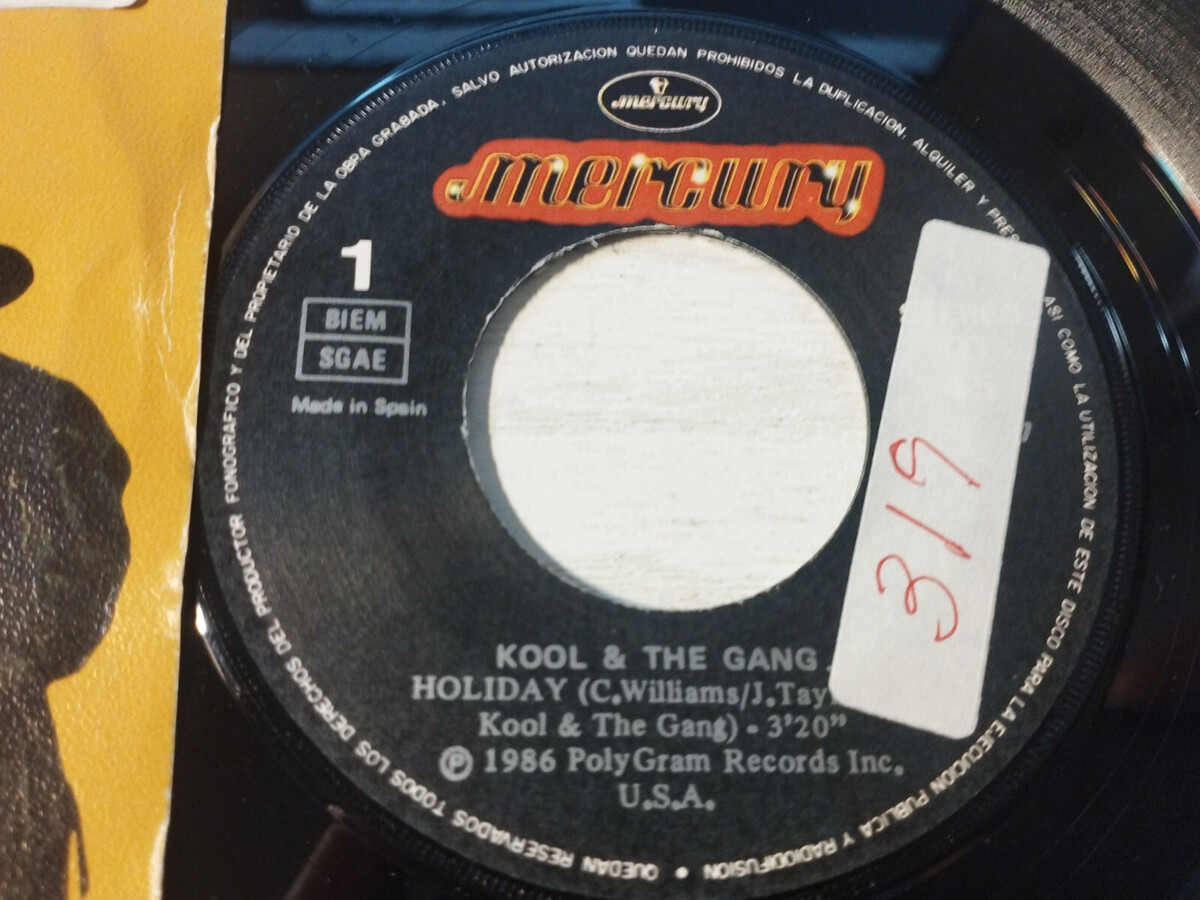 QUEDAN RESERVADOS TODOS LOS DERECHOS DEL PRODUCTOR FONOGRAFICO Y DEL PROPIETARIO DE LA OBRA GRABADA. SALVO AUTORIZACION QUEDAN PROHIBIDOS LA DUPLICACION, ALQUILER Y ASI COMO LA UTILIZACION DE ESTE DISCO PARA LA EJECUCION PUBLICA Y RADIODIFUSION •
mercury
mercury
1
BIEM
SGAE
Made in Spain
319
KOOL & THE GANG
HOLIDAY (C.Williams/J.
Kool & The Gang) - 3'20"
℗ 1986 PolyGram Records Inc.
U.S.A.